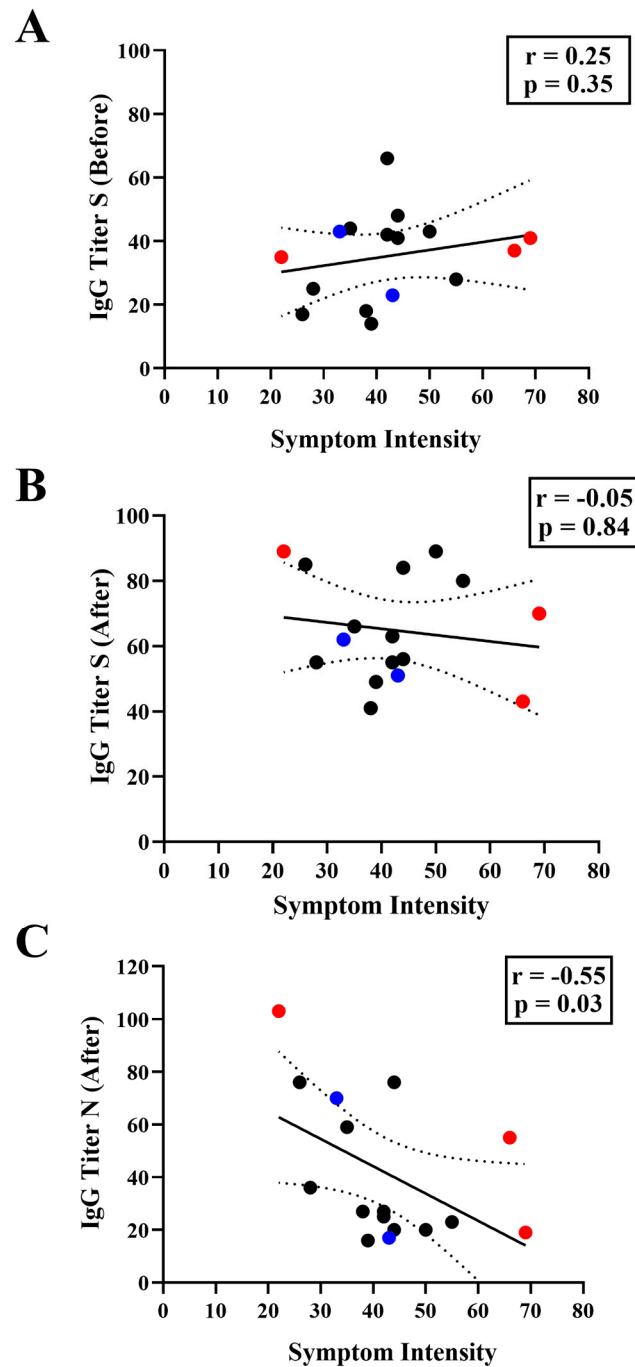 A
r = 0.25
p = 0.35
IgG Titer S (Before)
100
80
60
40
20
0
0 10 20 30 40 50 60 70 80
Symptom Intensity
B
r = -0.05
p = 0.84
IgG Titer S (After)
100
80
60
40
20
0
0 10 20 30 40 50 60 70 80
Symptom Intensity
C
r = -0.55
p = 0.03
IgG Titer N (After)
120
100
80
60
40
20
0
0 10 20 30 40 50 60 70 80
Symptom Intensity